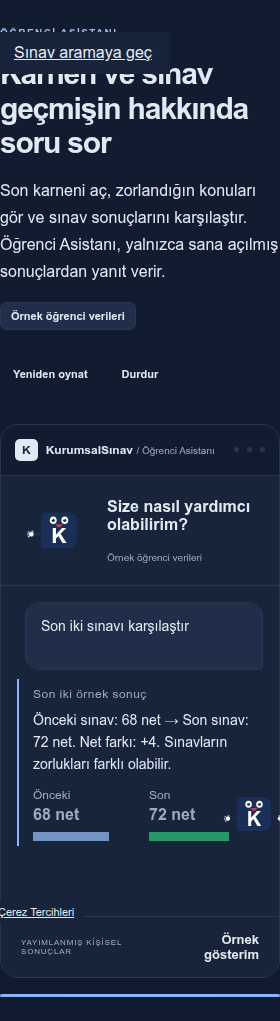 ÖĞRENCİ ASİSTANI
Sınav aramaya geç
Karnen ve sınav
geçmişin hakkında
soru sor
Son karneni aç, zorlandığın konuları
gör ve sınav sonuçlarını karşılaştır.
Öğrenci Asistanı, yalnızca sana açılmış
sonuçlardan yanıt verir.
Örnek öğrenci verileri
Yeniden oynat Durdur
K KurumsalSınav / Öğrenci Asistanı
K
Size nasıl yardımcı
olabilirim?
Örnek öğrenci verileri
Son iki sınavı karşılaştır
Son iki örnek sonuç
Önceki sınav: 68 net → Son sınav:
72 net. Net farkı: +4. Sınavların
zorlukları farklı olabilir.
Önceki Son
68 net 72 net
K
Çerez Tercihleri
YAYIMLANMIŞ KİŞİSEL
SONUÇLAR
Örnek
gösterim